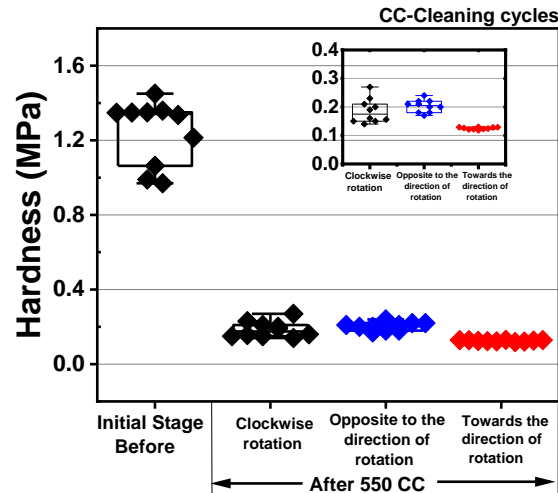 CC-Cleaning cycles
Hardness (MPa)
1.6
1.2
0.8
0.4
0.0
0.4
0.3
0.2
0.1
0.0
Clockwise
rotation
Opposite to the
direction of
rotation
Towards the
direction of
rotation
Initial Stage
Before
Clockwise
rotation
Opposite to the
direction of
rotation
Towards the
direction of
rotation
After 550 CC